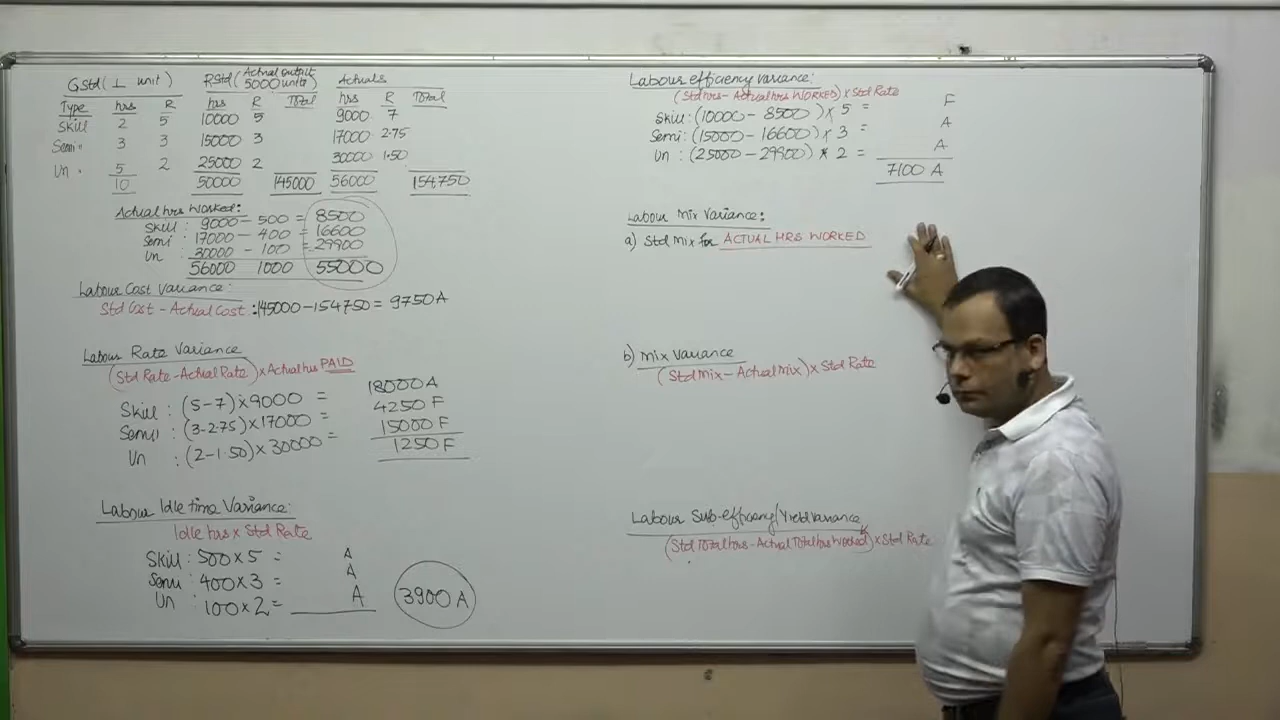 GStd (1 unit) RStd (Actual output 5000 units) Actuals
Type hrs R hrs R Total hrs R Total
Skill 2 5 10000 5 9000 7
Semi " 3 3 15000 3 17000 2.75
Un " 5 2 25000 2 30000 1.50
10 50000 145000 56000 154750
Actual hrs Worked:
Skill : 9000 - 500 = 8500
Semi : 17000 - 400 = 16600
Un : 30000 - 100 = 29900
56000 1000 55000
Labour Cost Variance:
Std Cost - Actual Cost : 145000 - 154750 = 9750 A
Labour Rate Variance
(Std Rate - Actual Rate) x Actual hrs PAID
Skill : (5-7) x 9000 = 18000 A
Semi : (3-2.75) x 17000 = 4250 F
Un : (2-1.50) x 30000 = 15000 F
1250 F
Labour Idle time Variance:
Idle hrs x Std Rate
Skill : 500 x 5 = A
Semi : 400 x 3 = A
Un : 100 x 2 = A
3900 A
Labour efficiency variance:
(Std hrs - Actual hrs WORKED) x Std Rate
Skill : (10000 - 8500) x 5 = F
Semi : (15000 - 16600) x 3 = A
Un : (25000 - 29900) x 2 = A
7100 A
Labour Mix Variance:
a) Std Mix for ACTUAL HRS WORKED
b) Mix Variance
(Std Mix - Actual Mix) x Std Rate
Labour Sub-efficiency/Yield Variance
(Std Total hours - Actual Total hrs Worked) x Std Rate